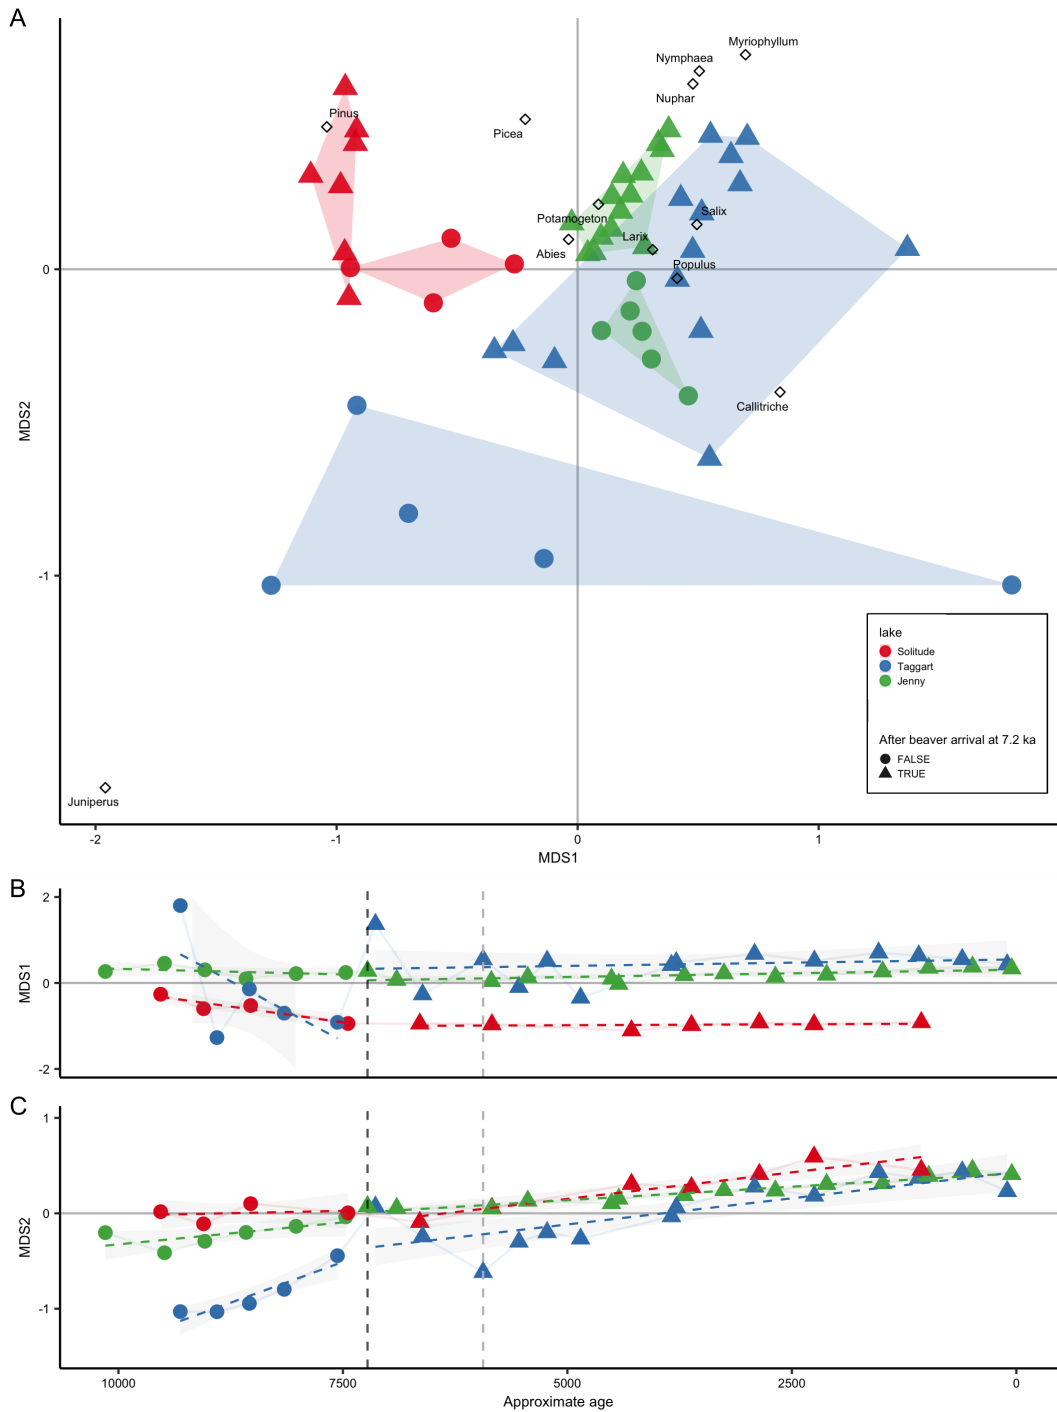 A
Myriophyllum
Nymphaea
Nuphar
Pinus
Picea
Potamogeton
Salix
Larix
Abies
Populus
0
Callitriche
MDS2
-1
lake
Solitude
Taggart
Jenny
After beaver arrival at 7.2 ka
FALSE
TRUE
Juniperus
-2
-1
0
1
MDS1
B
2
0
-2
MDS1
C
1
0
-1
MDS2
10000
7500
5000
2500
0
Approximate age